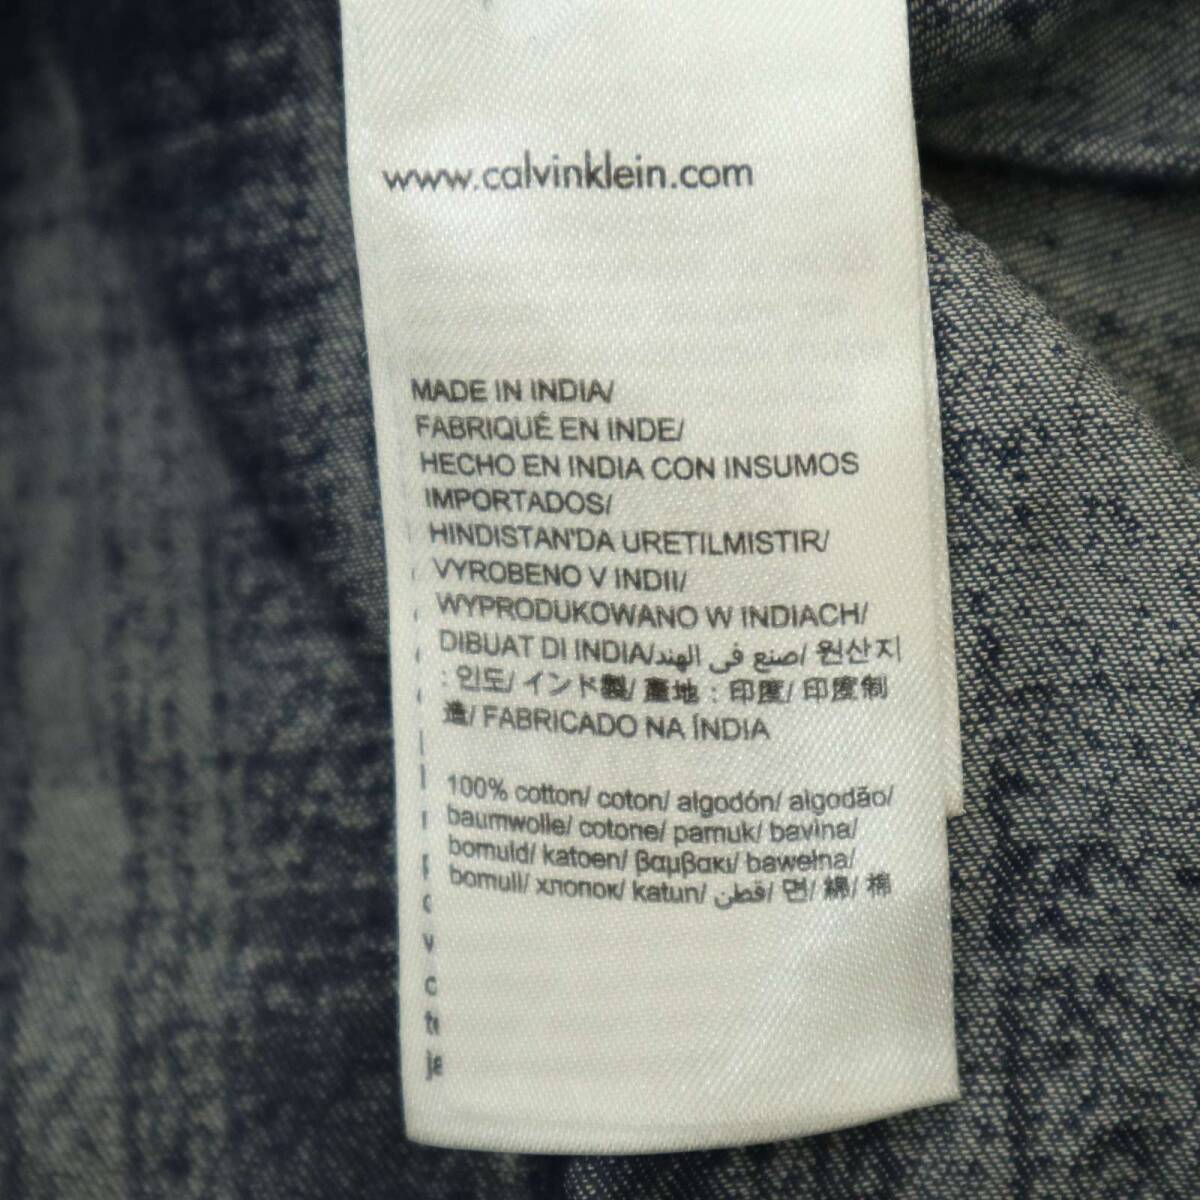 www.calvinklein.com
MADE IN INDIA/
FABRIQUÉ EN INDE/
HECHO EN INDIA CON INSUMOS
IMPORTADOS/
HINDISTAN'DA URETILMISTIR/
VYROBENO V INDII/
WYPRODUKOWANO W INDIACH/
DIBUAT DI INDIA/صنع في الهند/ 원산지
: 인도/ インド製/ 產地 : 印度/ 印度制
造/ FABRICADO NA ÍNDIA
100% cotton/ coton/ algodón/ algodão/
baumwolle/ cotone/ pamuk/ bavlna/
bomuld/ katoen/ βαμβακι/ bawełna/
bomull/ хлопок/ katun/ قطن/ 면/ 綿/ 棉